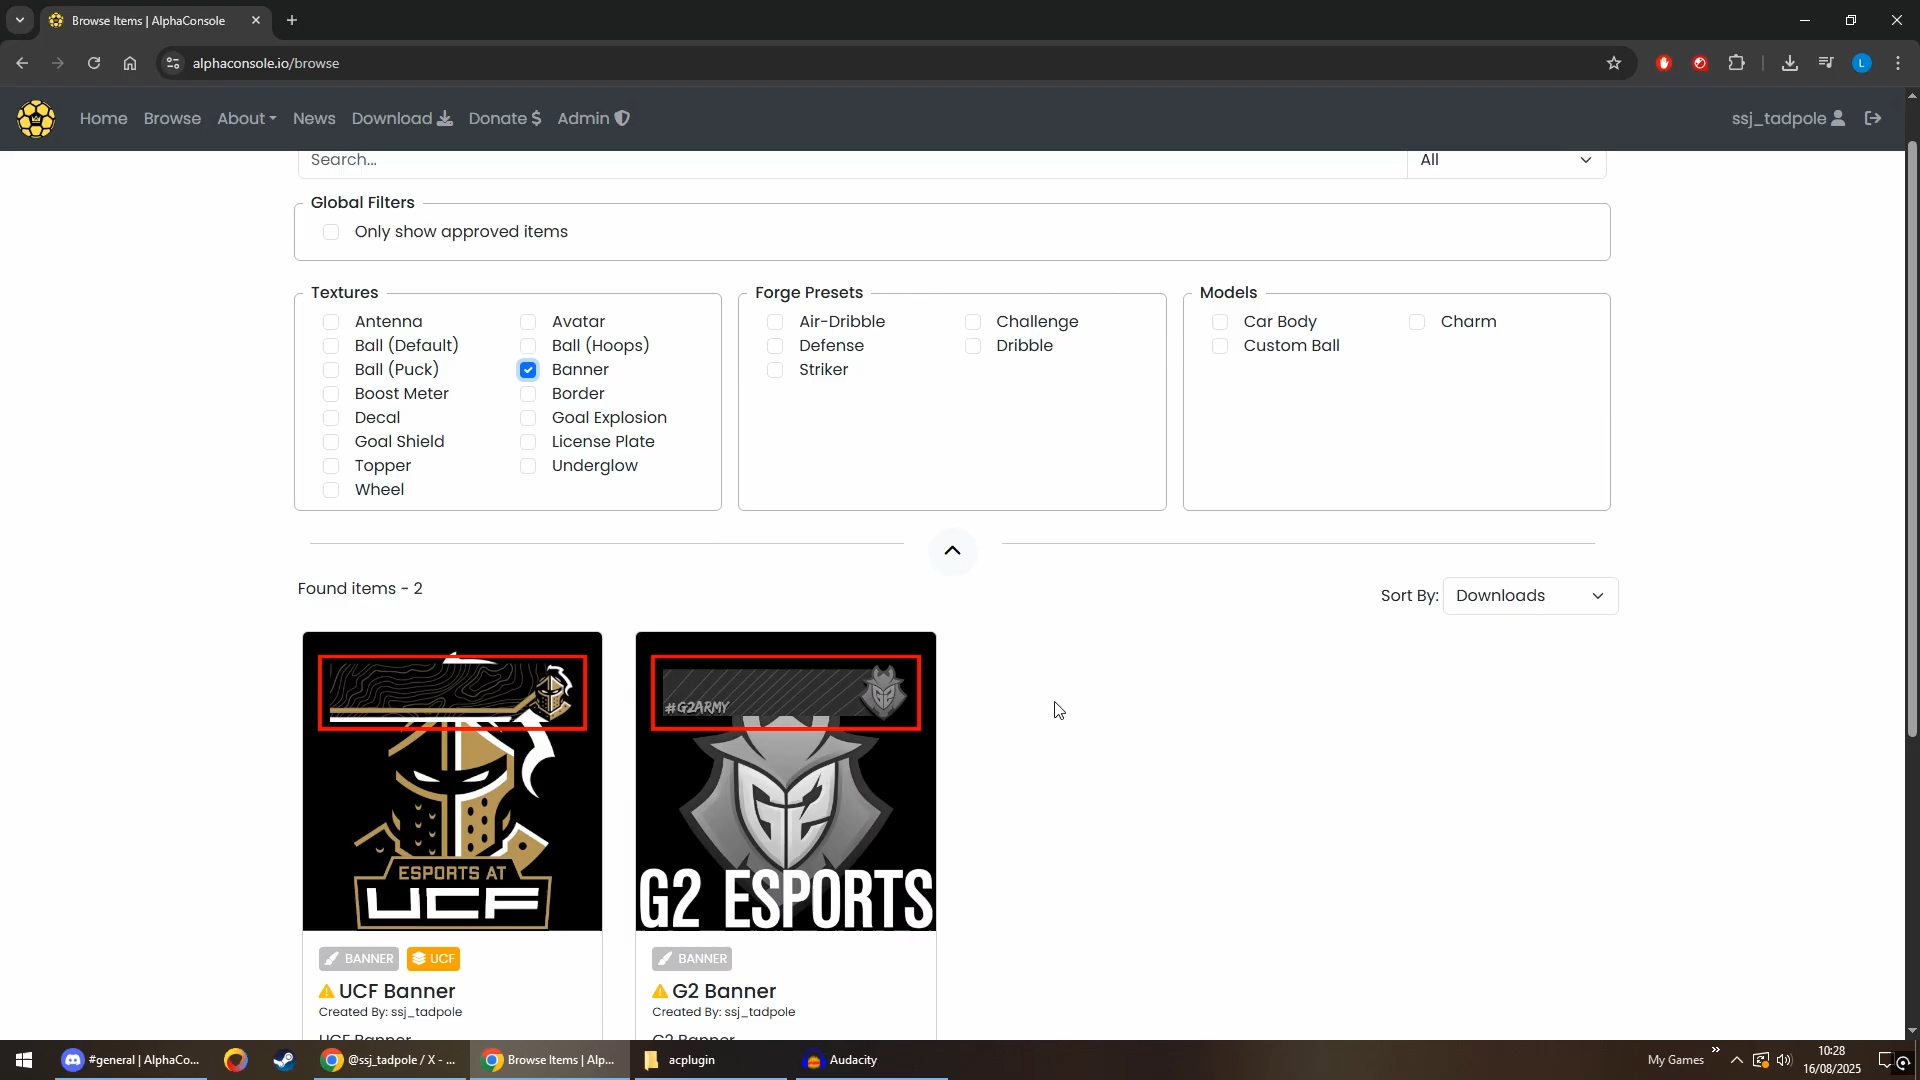 Browse Items | AlphaConsole
alphaconsole.io/browse
L
Home Browse About News Download Donate $ Admin ssj_tadpole
Search... All
Global Filters
Only show approved items
Textures
Antenna Avatar
Ball (Default) Ball (Hoops)
Ball (Puck) Banner
Boost Meter Border
Decal Goal Explosion
Goal Shield License Plate
Topper Underglow
Wheel
Forge Presets
Air-Dribble Challenge
Defense Dribble
Striker
Models
Car Body Charm
Custom Ball
Found items - 2
Sort By: Downloads
ESPORTS AT
UCF
BANNER UCF
UCF Banner
Created By: ssj_tadpole
UCF Banner
#G2ARMY
G2 ESPORTS
BANNER
G2 Banner
Created By: ssj_tadpole
G2 Banner
#general | AlphaCo...
@ssj_tadpole / X - ...
Browse Items | Alp...
acplugin
Audacity
My Games
10:28
16/08/2025